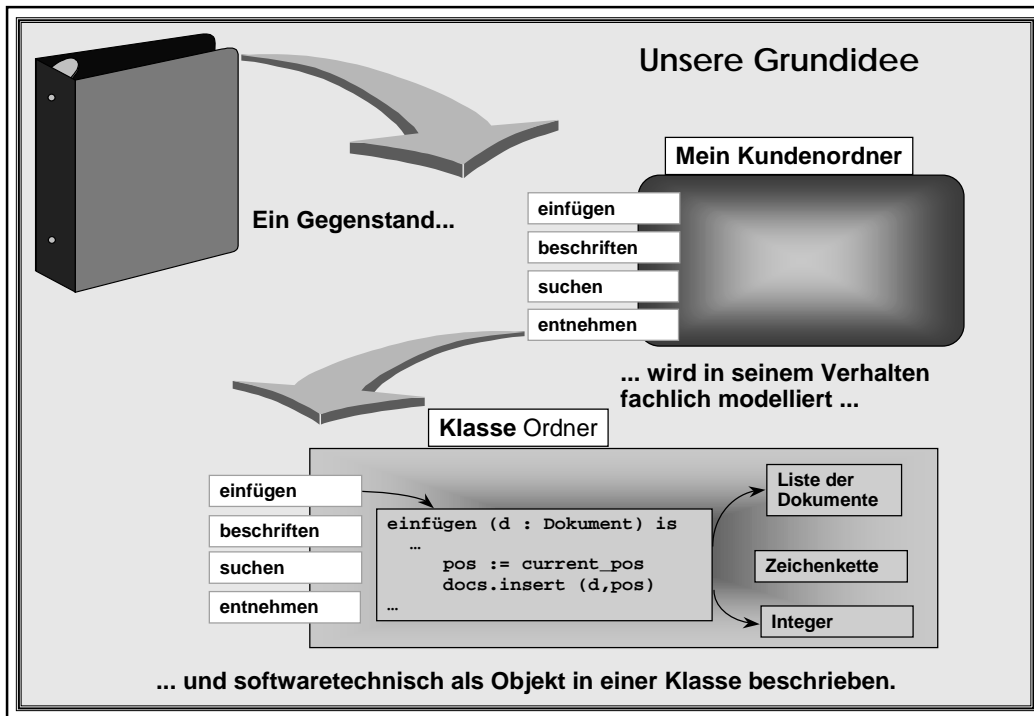 Unsere Grundidee
Mein Kundenordner
Ein Gegenstand...
einfügen
beschriften
suchen
entnehmen
... wird in seinem Verhalten
fachlich modelliert ...
Klasse Ordner
einfügen
beschriften
suchen
entnehmen
einfügen (d : Dokument) is
…
pos := current_pos
docs.insert (d,pos)
…
Liste der
Dokumente
Zeichenkette
Integer
... und softwaretechnisch als Objekt in einer Klasse beschrieben.